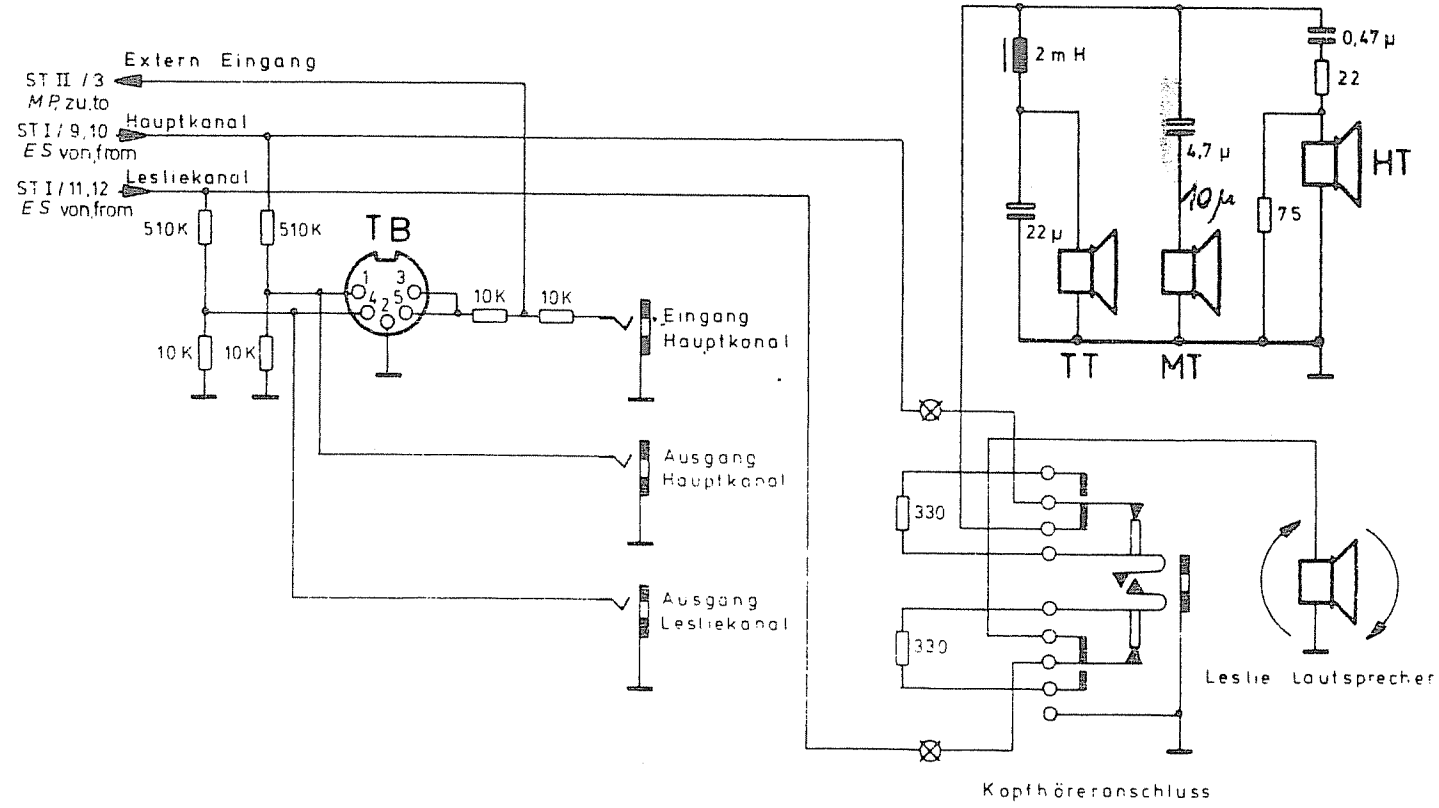 Extern Eingang
ST II / 3
MP, zu, to
Hauptkanal
ST I / 9, 10
ES von, from
Lesliekanal
ST I / 11, 12
ES von, from
510K
510K
TB
1
3
4
5
2
10K
10K
10K
10K
Eingang
Hauptkanal
Ausgang
Hauptkanal
Ausgang
Lesliekanal
2 mH
0,47 µ
22
4,7 µ
10 µ
HT
75
22 µ
TT
MT
330
330
Leslie Lautsprecher
Kopfhöreranschluss